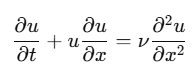 ∂u/∂t + u ∂u/∂x = ν ∂²u/∂x²